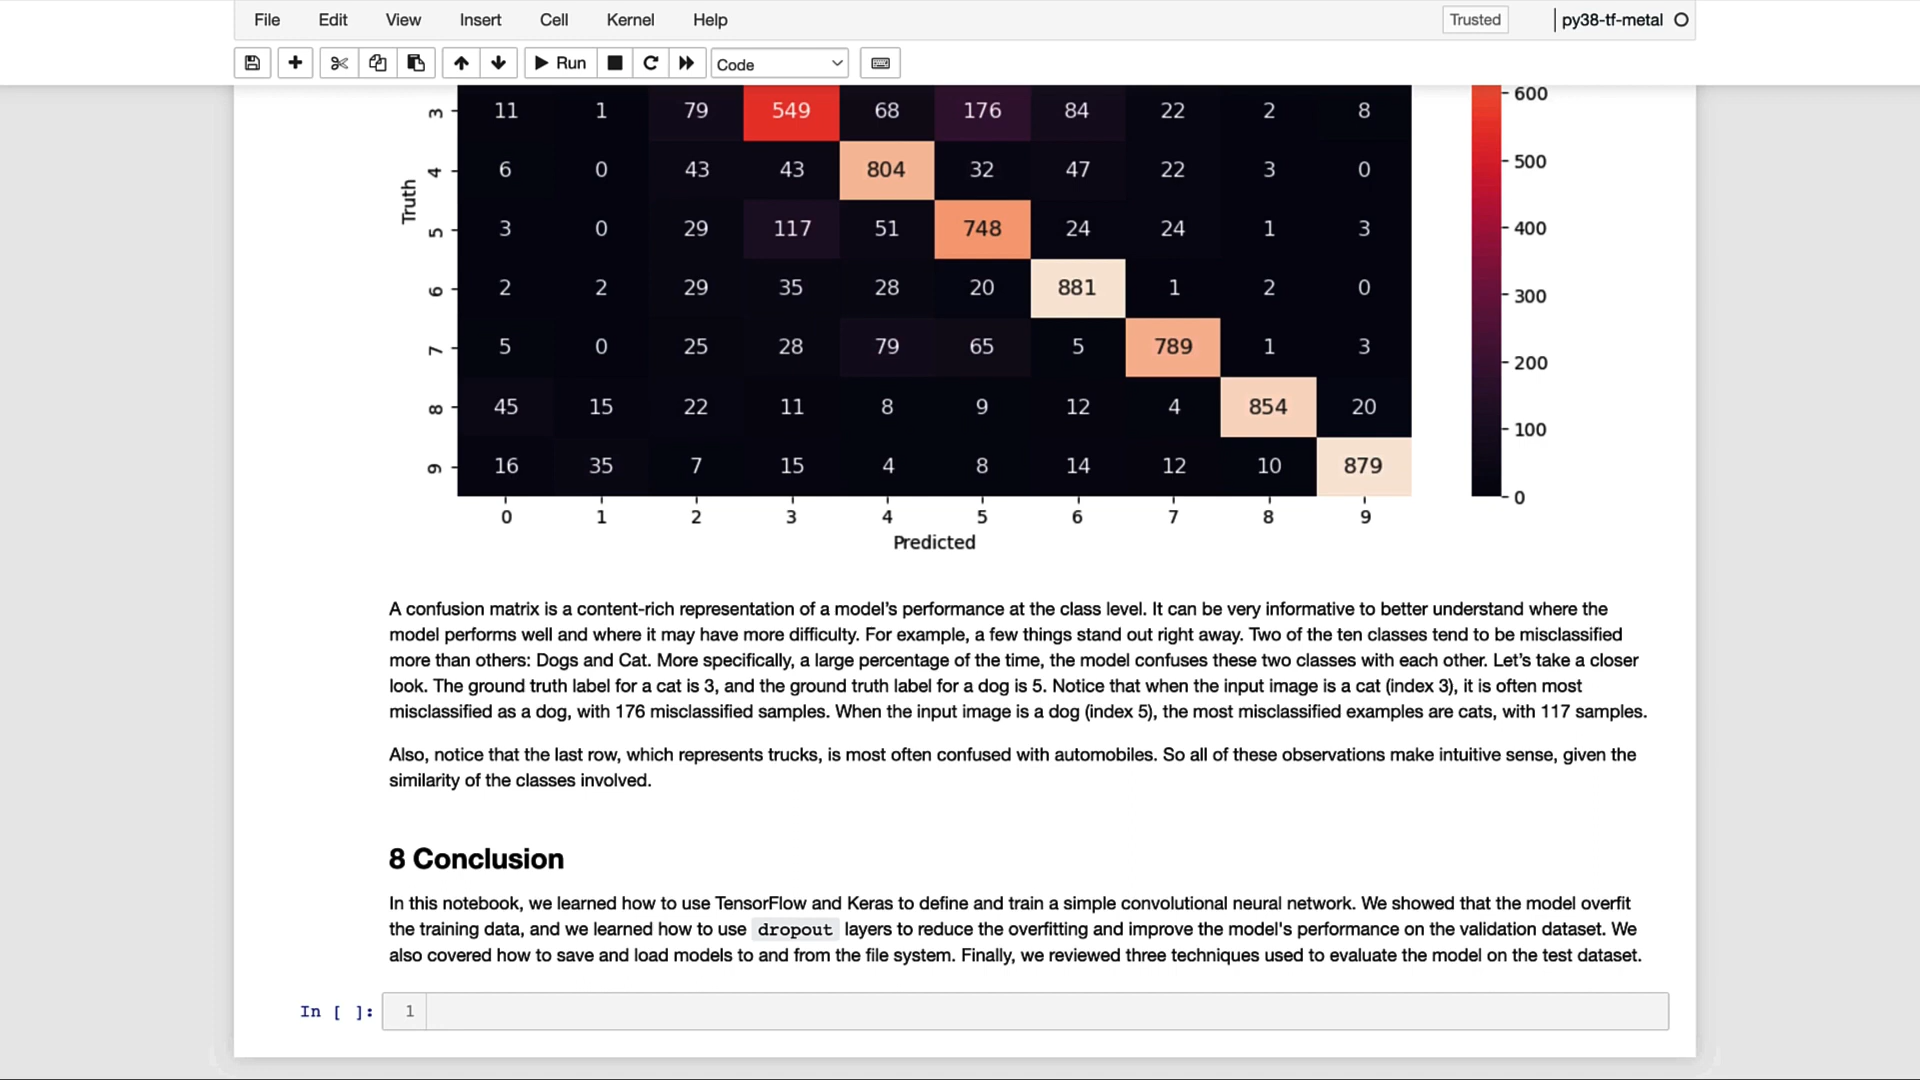 File Edit View Insert Cell Kernel Help Trusted py38-tf-metal
Run Code
3 11 1 79 549 68 176 84 22 2 8 600
4 6 0 43 43 804 32 47 22 3 0 500
Truth
5 3 0 29 117 51 748 24 24 1 3 400
6 2 2 29 35 28 20 881 1 2 0 300
7 5 0 25 28 79 65 5 789 1 3 200
8 45 15 22 11 8 9 12 4 854 20 100
9 16 35 7 15 4 8 14 12 10 879 0
0 1 2 3 4 5 6 7 8 9
Predicted
A confusion matrix is a content-rich representation of a model’s performance at the class level. It can be very informative to better understand where the
model performs well and where it may have more difficulty. For example, a few things stand out right away. Two of the ten classes tend to be misclassified
more than others: Dogs and Cat. More specifically, a large percentage of the time, the model confuses these two classes with each other. Let’s take a closer
look. The ground truth label for a cat is 3, and the ground truth label for a dog is 5. Notice that when the input image is a cat (index 3), it is often most
misclassified as a dog, with 176 misclassified samples. When the input image is a dog (index 5), the most misclassified examples are cats, with 117 samples.
Also, notice that the last row, which represents trucks, is most often confused with automobiles. So all of these observations make intuitive sense, given the
similarity of the classes involved.
8 Conclusion
In this notebook, we learned how to use TensorFlow and Keras to define and train a simple convolutional neural network. We showed that the model overfit
the training data, and we learned how to use dropout layers to reduce the overfitting and improve the model's performance on the validation dataset. We
also covered how to save and load models to and from the file system. Finally, we reviewed three techniques used to evaluate the model on the test dataset.
In [ ]: 1